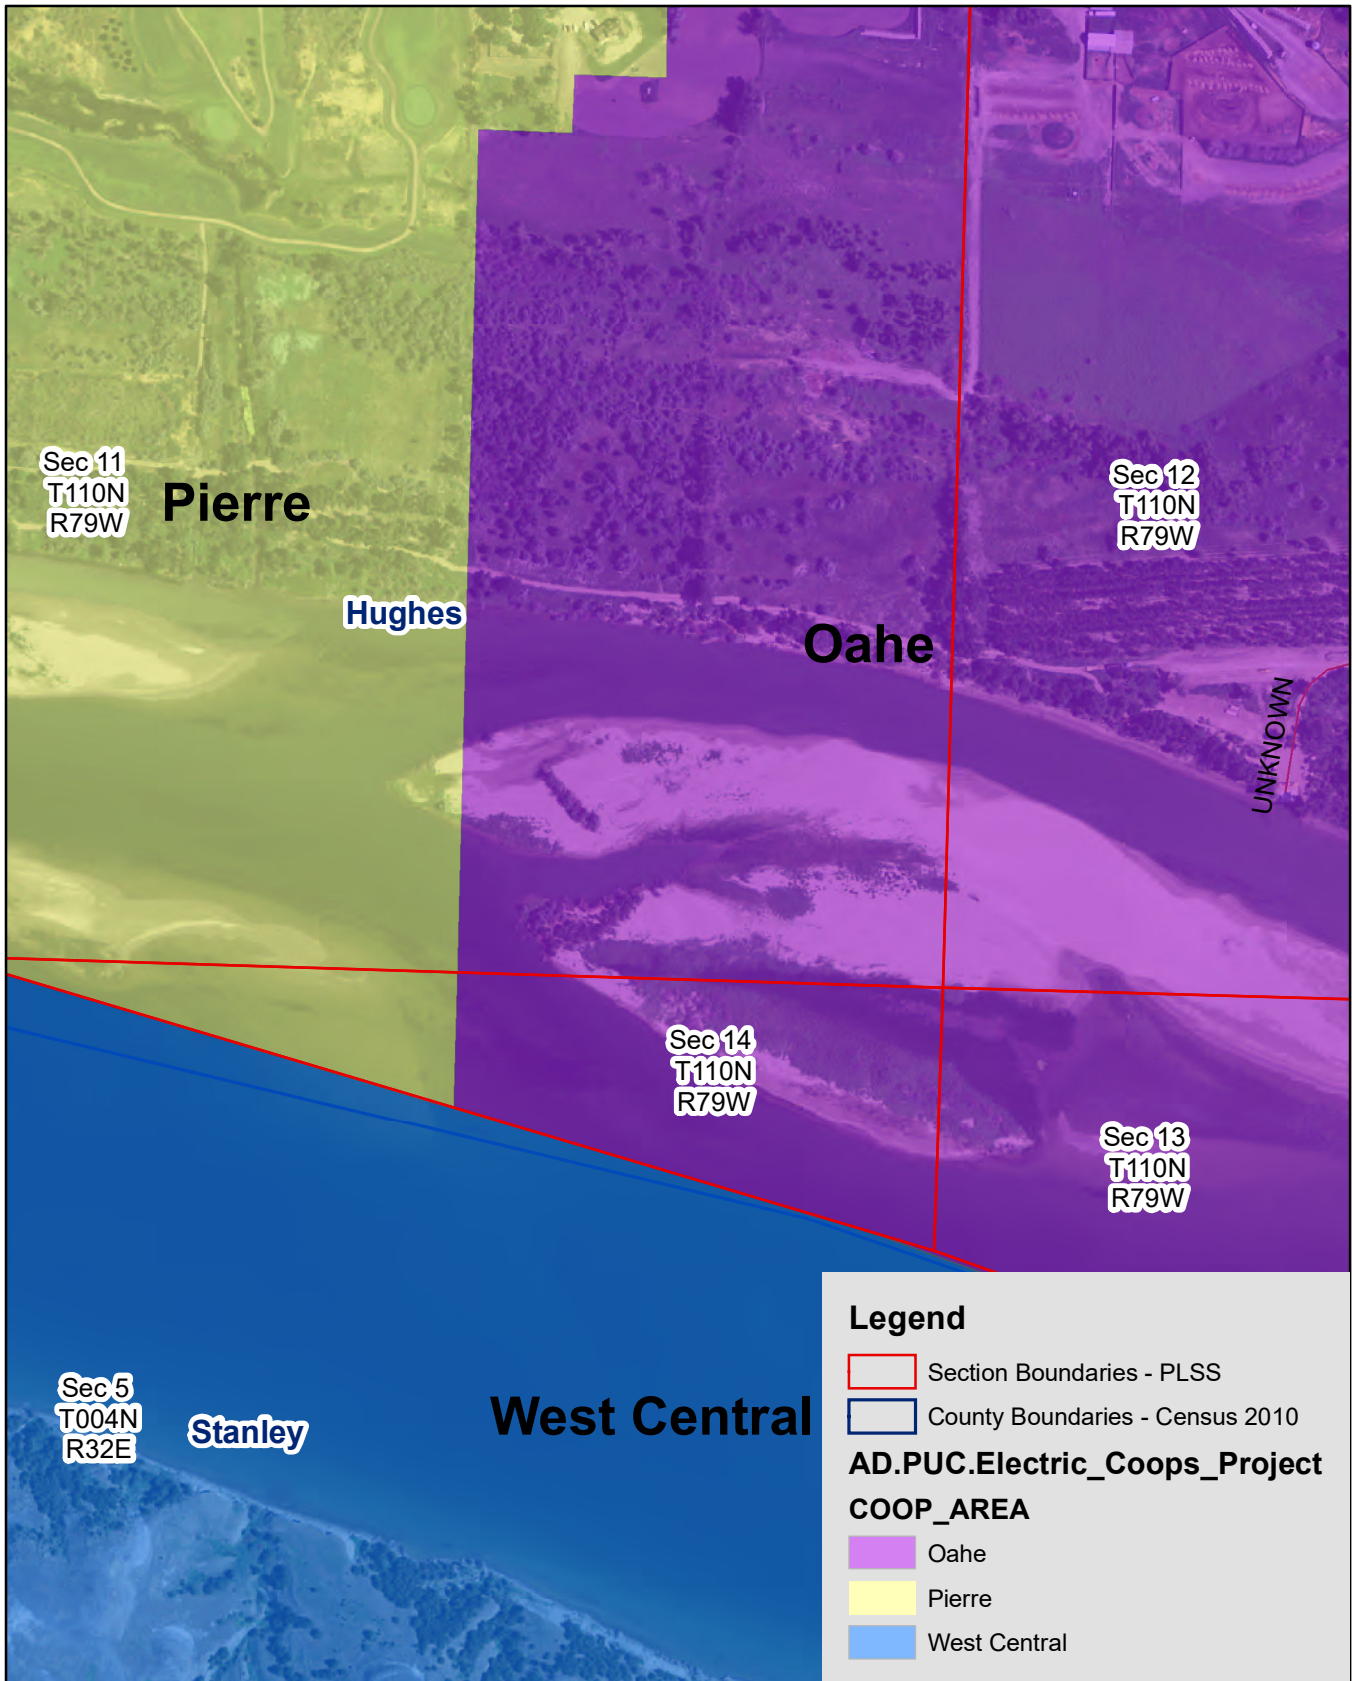 Sec 11
T110N
R79W
Pierre
Sec 12
T110N
R79W
Hughes
Oahe
UNKNOWN
Sec 14
T110N
R79W
Sec 13
T110N
R79W
Sec 5
T004N
R32E
Stanley
West Central
Legend
Section Boundaries - PLSS
County Boundaries - Census 2010
AD.PUC.Electric_Coops_Project
COOP_AREA
Oahe
Pierre
West Central